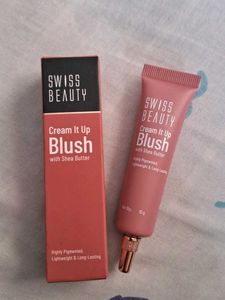 SWISS
BEAUTY
Cream It Up
Blush
with Shea Butter
Highly Pigmented,
Lightweight & Long-Lasting
SWISS
BEAUTY
Cream It Up
Blush
with Shea Butter
Highly Pigmented,
Lightweight & Long-Lasting